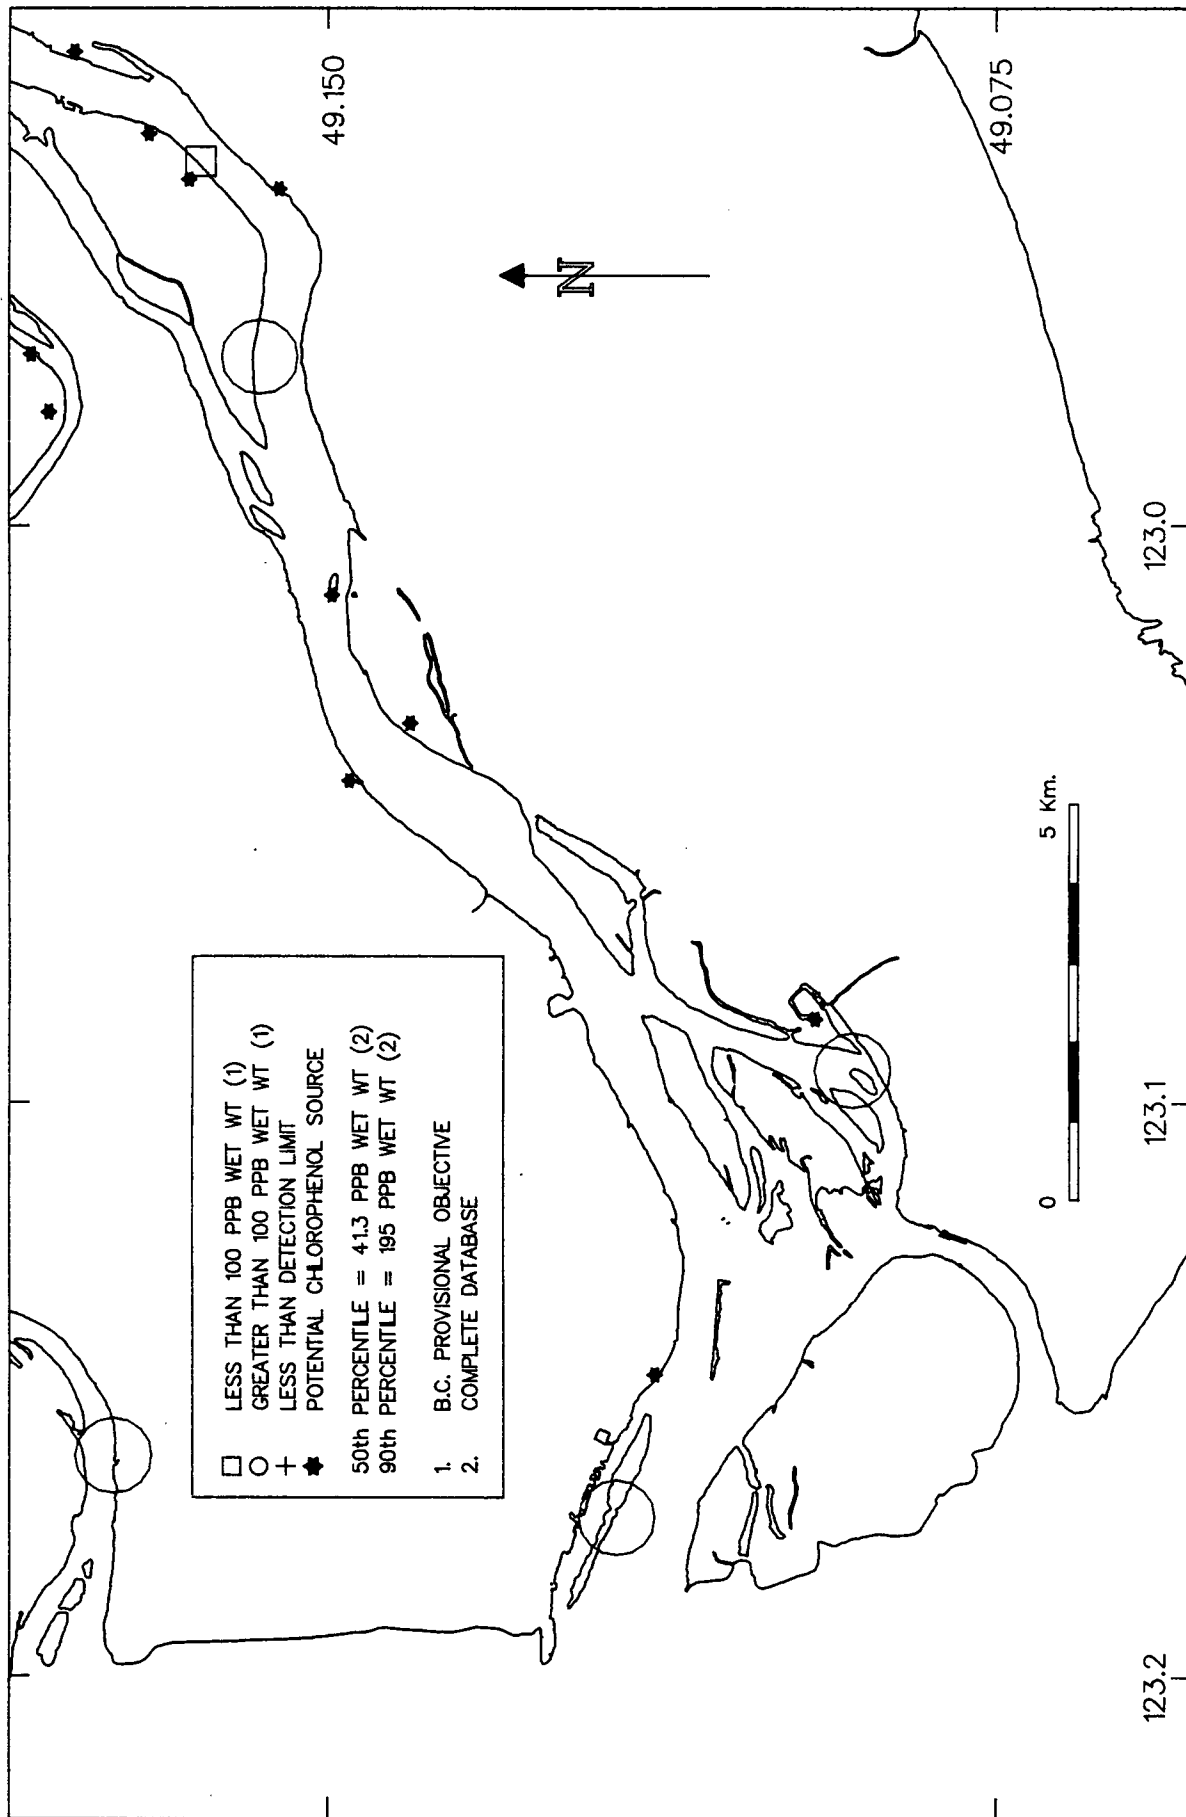 LESS THAN 100 PPB WET WT (1)
GREATER THAN 100 PPB WET WT (1)
LESS THAN DETECTION LIMIT
POTENTIAL CHLOROPHENOL SOURCE
50th PERCENTILE = 41.3 PPB WET WT (2)
90th PERCENTILE = 195 PPB WET WT (2)
1. B.C. PROVISIONAL OBJECTIVE
2. COMPLETE DATABASE
49.150
49.075
N
0 5 Km.
123.2
123.1
123.0